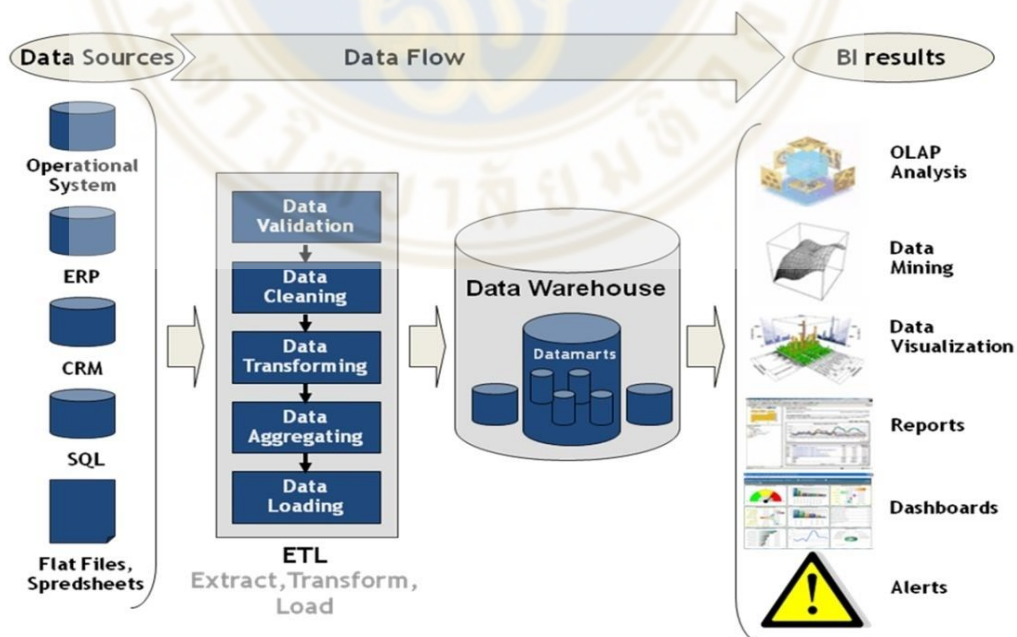 Data Sources
Data Flow
BI results
Operational
System
ERP
CRM
SQL
Flat Files,
Spredsheets
Data
Validation
Data
Cleaning
Data
Transforming
Data
Aggregating
Data
Loading
ETL
Extract,Transform,
Load
Data Warehouse
Datamarts
OLAP
Analysis
Data
Mining
Data
Visualization
Reports
Dashboards
Alerts